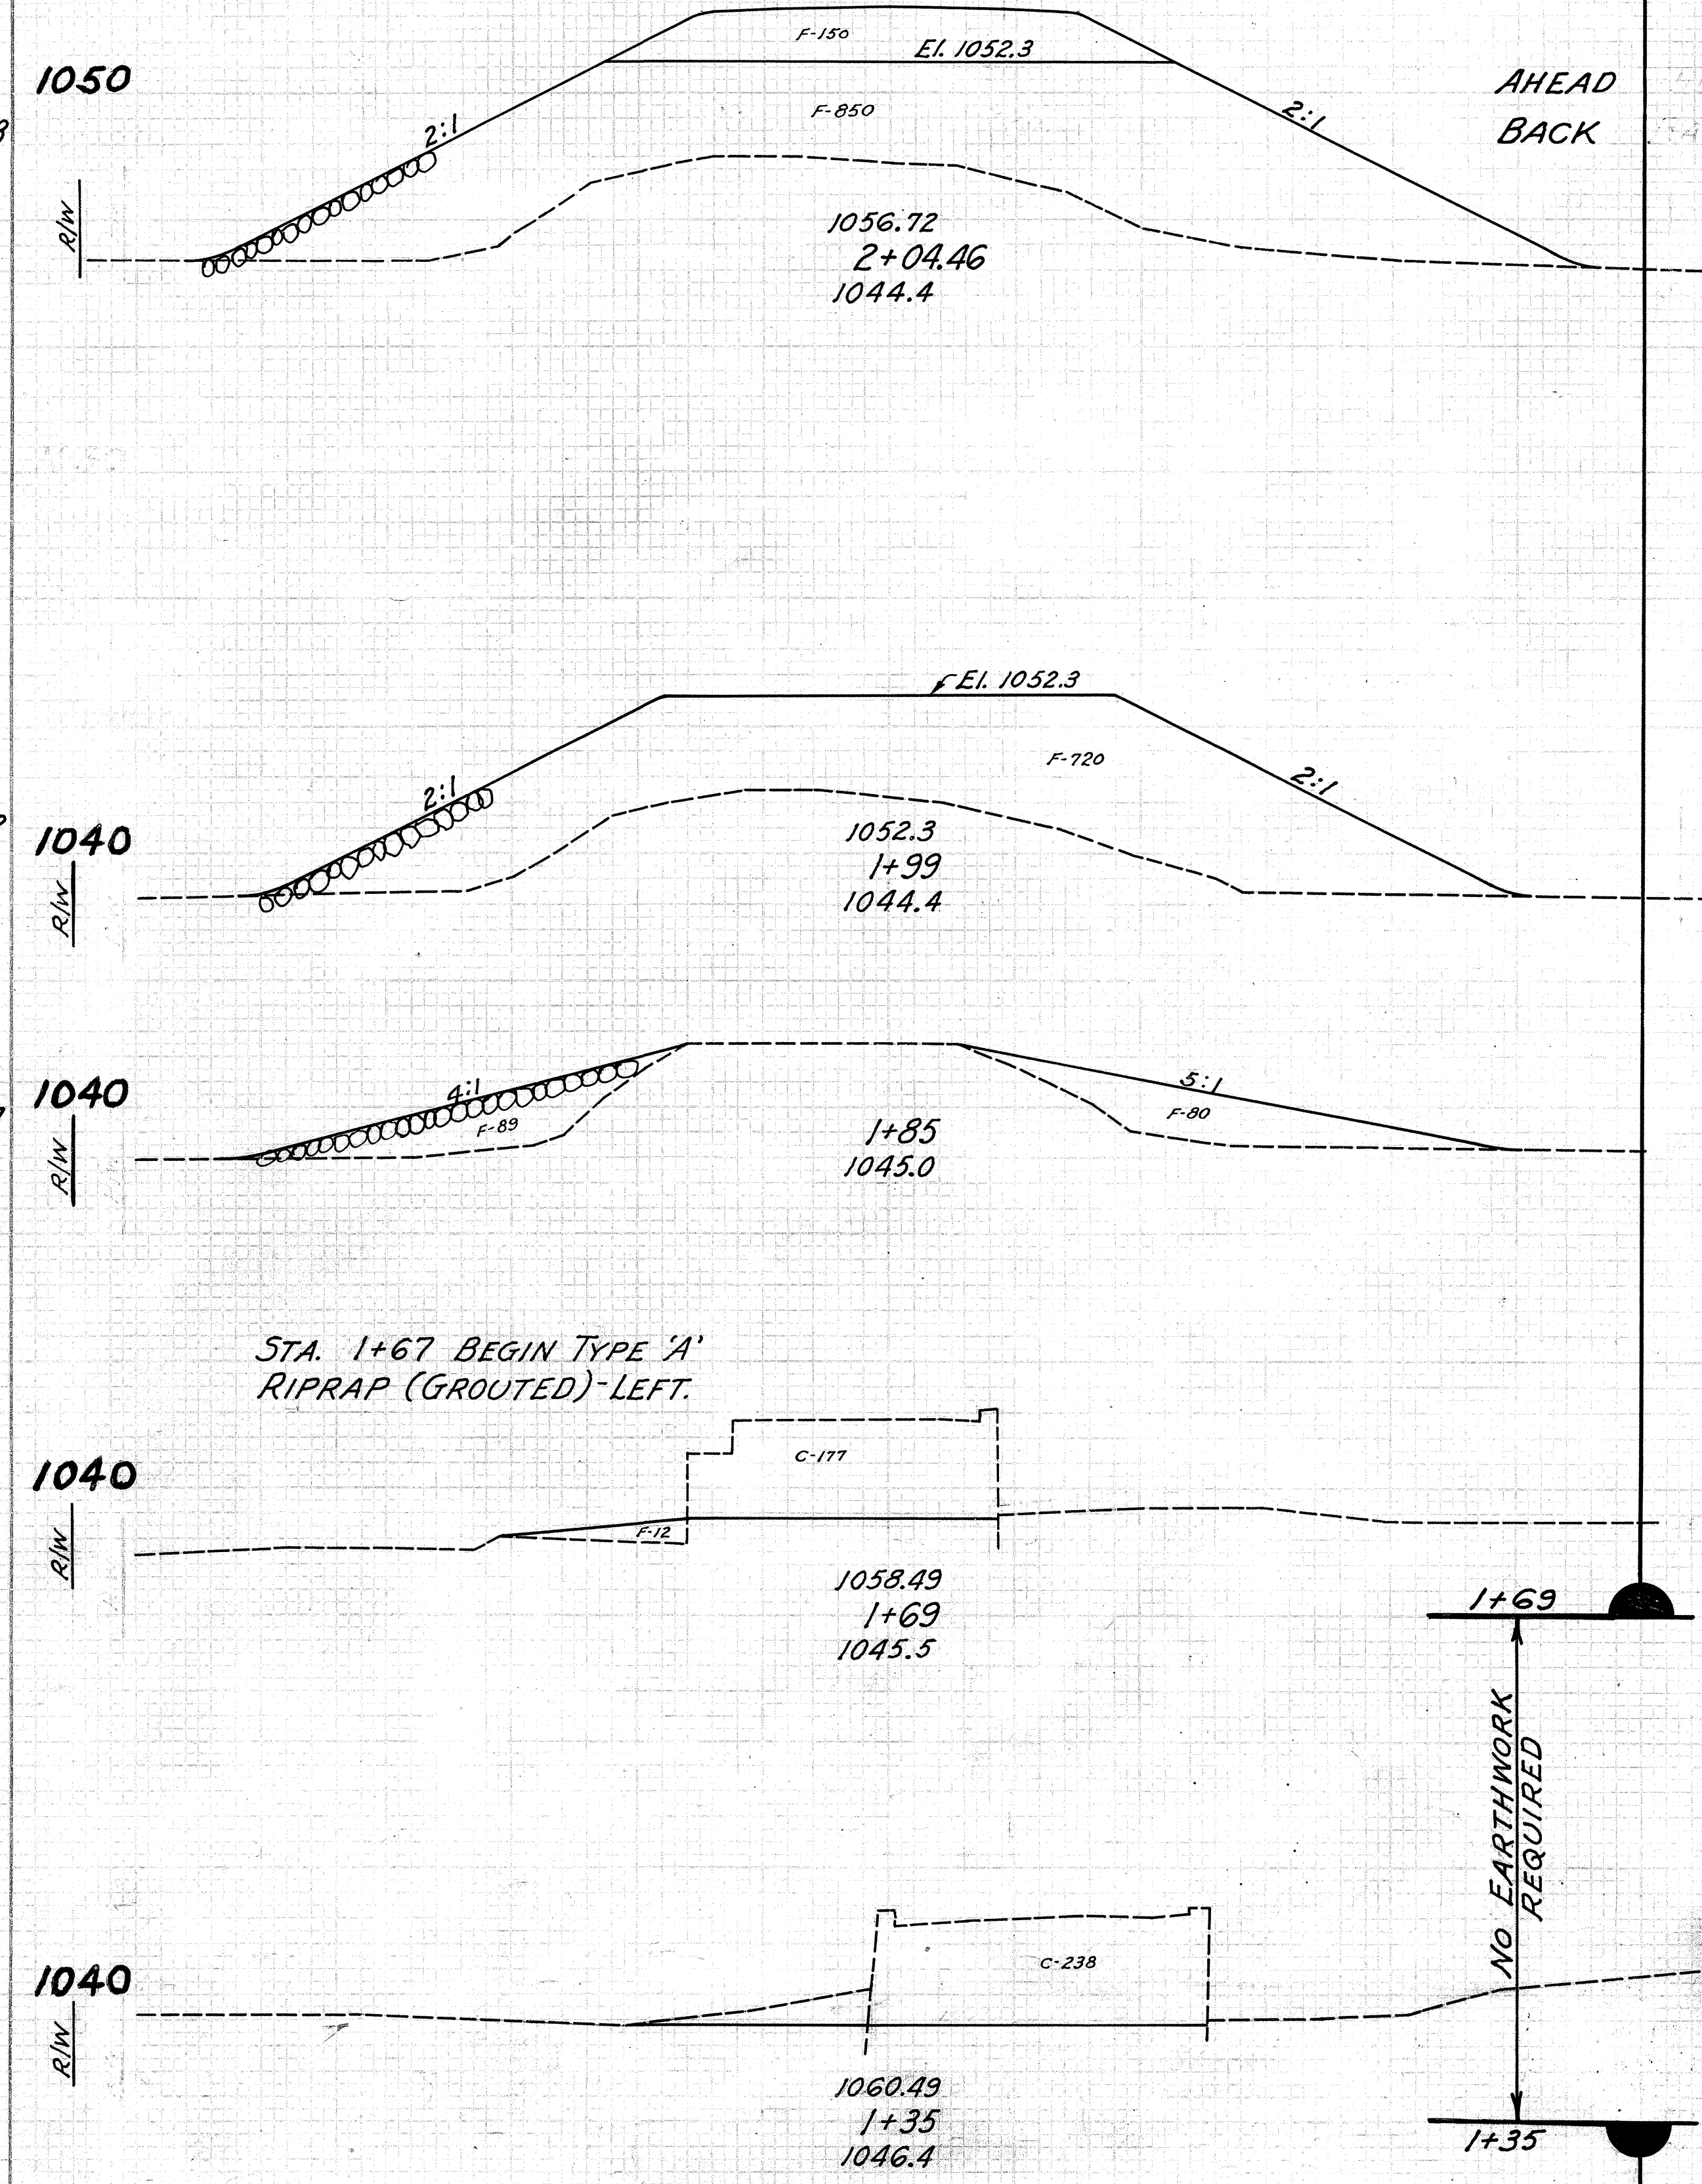 F-150
El. 1052.3
1050
AHEAD
BACK
F-850
2:1
2:1
R/W
1056.72
2+04.46
1044.4
El. 1052.3
F-720
2:1
2:1
1040
R/W
1052.3
1+99
1044.4
1040
4:1
5:1
F-89
F-80
R/W
1+85
1045.0
STA. 1+67 BEGIN TYPE 'A'
RIPRAP (GROUTED)-LEFT.
C-177
1040
F-12
R/W
1058.49
1+69
1045.5
1+69
NO EARTHWORK
REQUIRED
C-238
1040
R/W
1060.49
1+35
1046.4
1+35